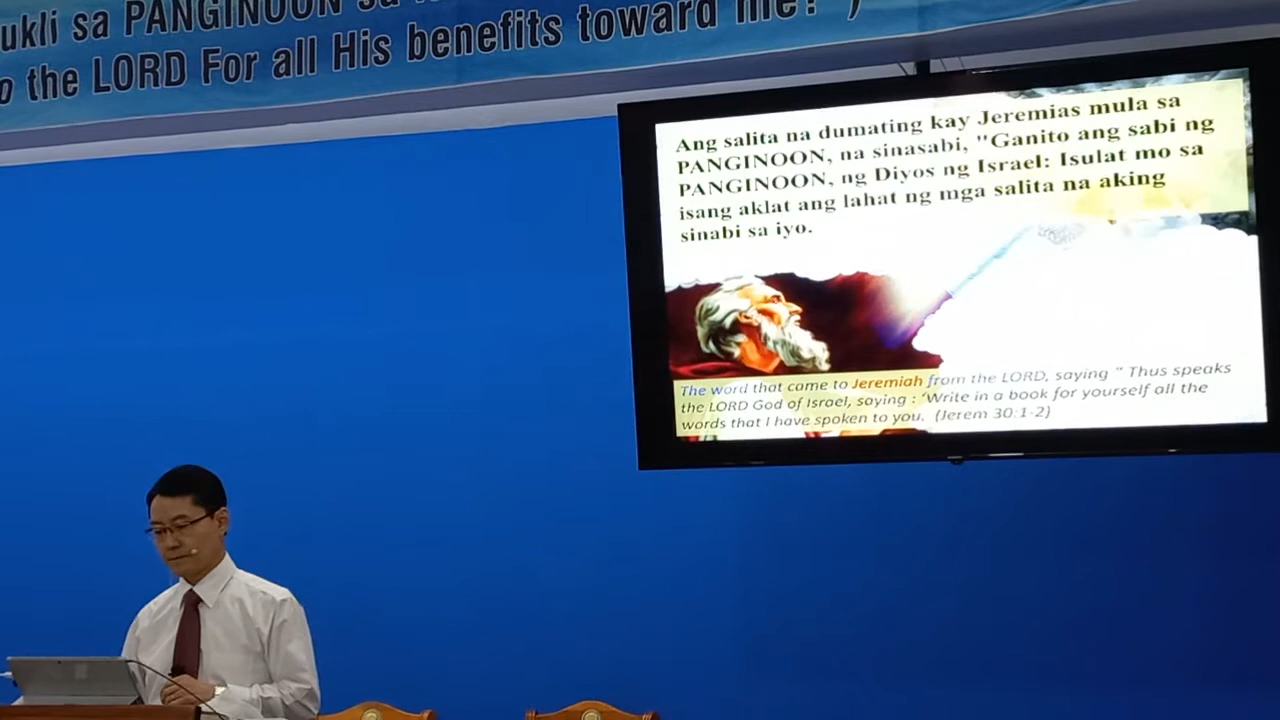 sa PANGINOON sa
the LORD For all His benefits toward me?")
Ang salita na dumating kay Jeremias mula sa
PANGINOON, na sinasabi, "Ganito ang sabi ng
PANGINOON, ng Diyos ng Israel: Isulat mo sa
isang aklat ang lahat ng mga salita na aking
sinabi sa iyo.
The word that came to Jeremiah from the LORD, saying " Thus speaks
the LORD God of Israel, saying : 'Write in a book for yourself all the
words that I have spoken to you. (Jerem 30:1-2)